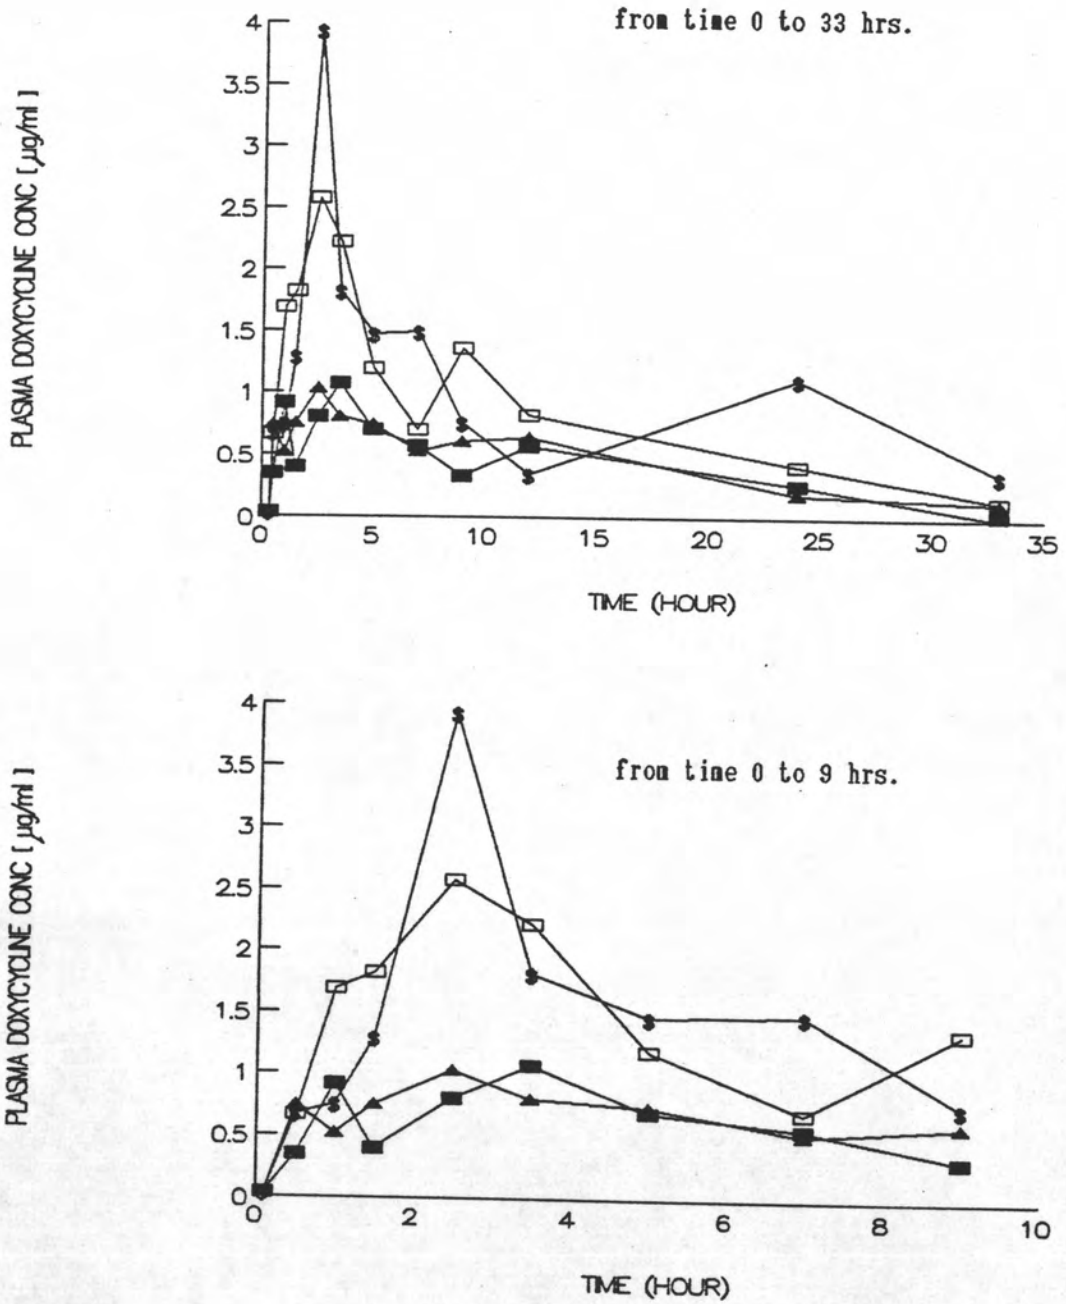 from time 0 to 33 hrs.
PLASMA DOXYCYCLINE CONC [µg/ml]
4
3.5
3
2.5
2
1.5
1
0.5
0
0 5 10 15 20 25 30 35
TIME (HOUR)
from time 0 to 9 hrs.
PLASMA DOXYCYCLINE CONC [µg/ml]
4
3.5
3
2.5
2
1.5
1
0.5
0
0 2 4 6 8 10
TIME (HOUR)